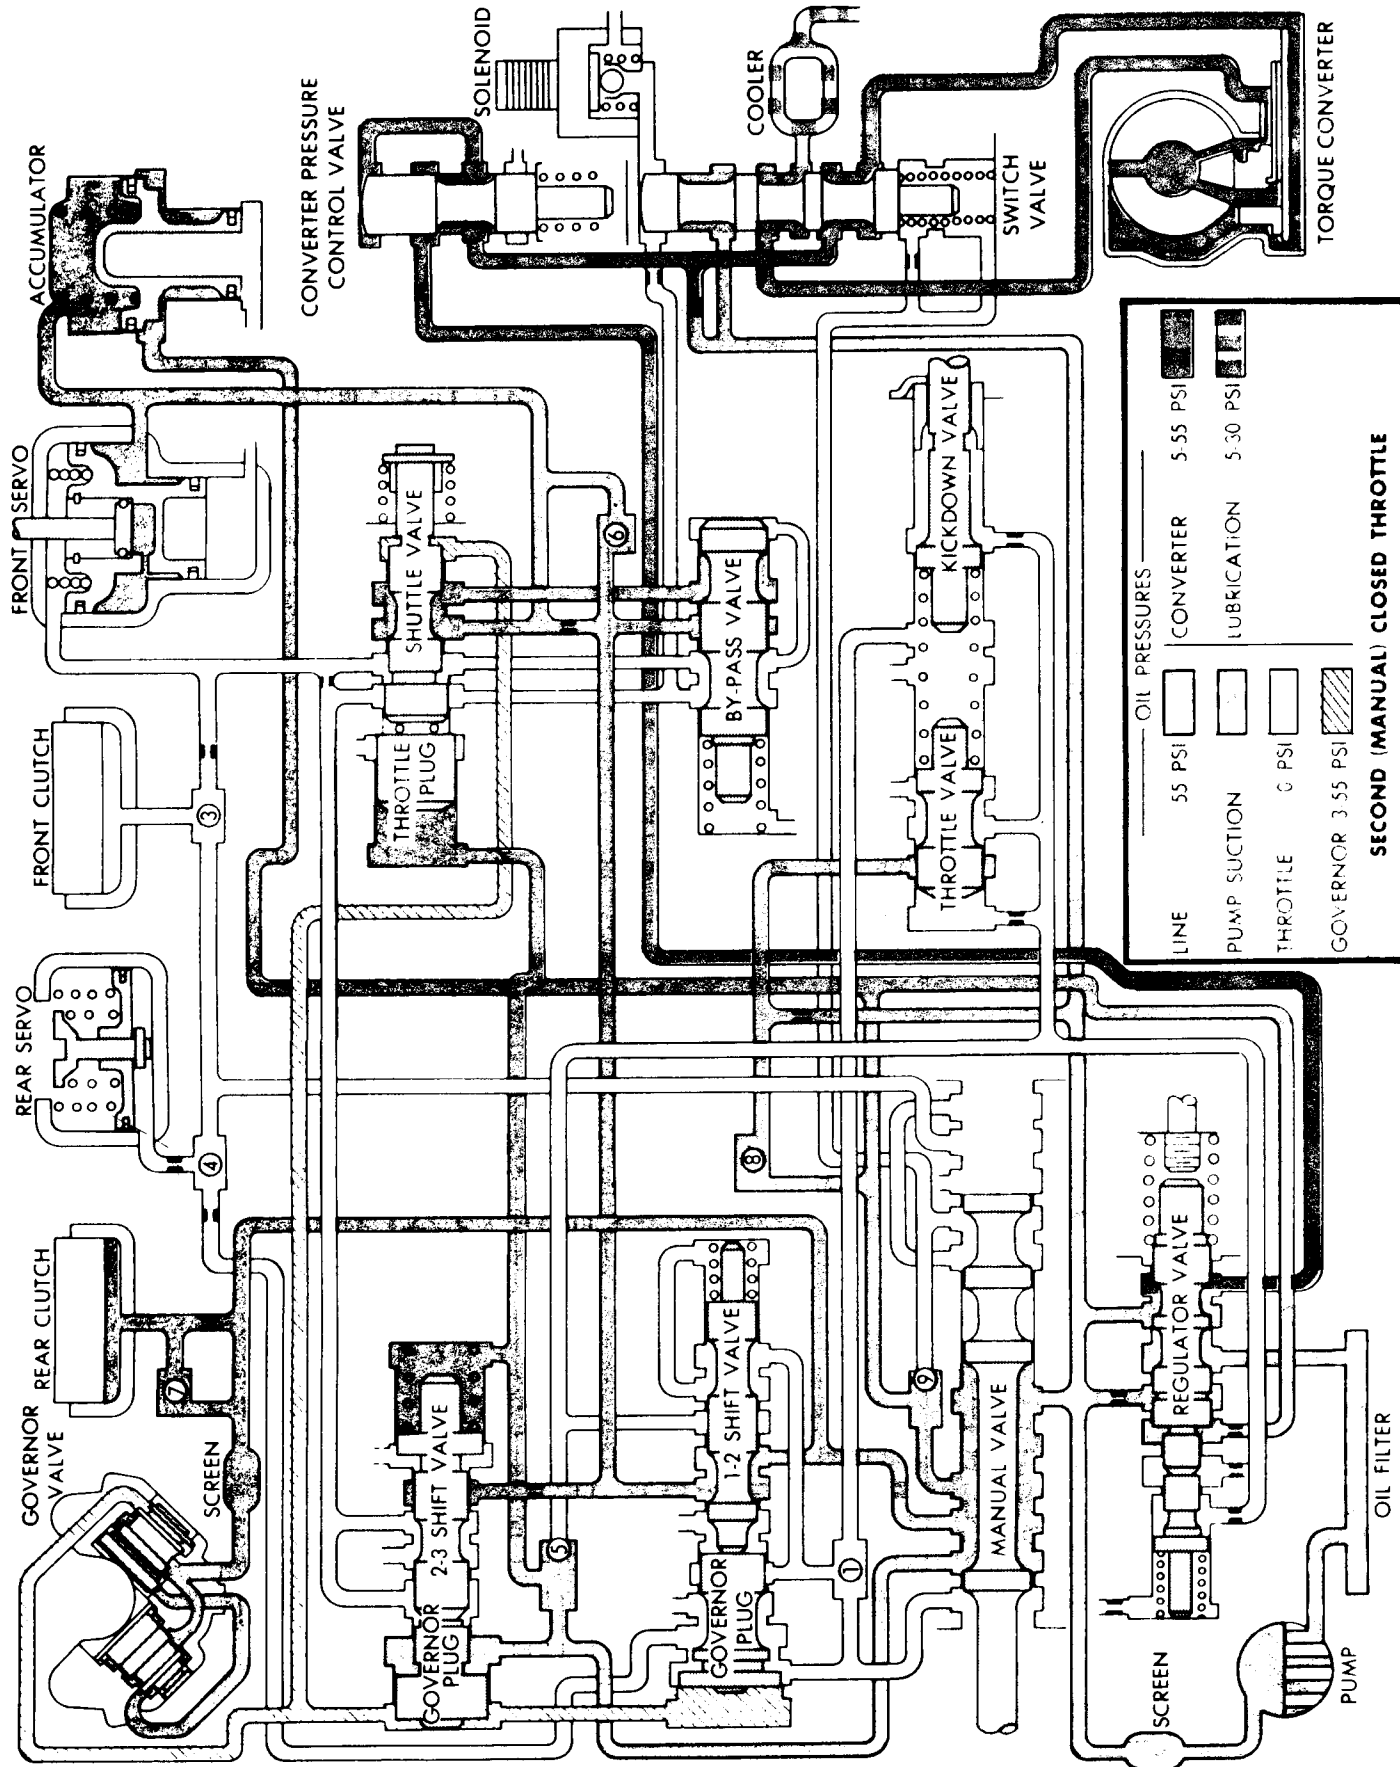 GOVERNOR
VALVE
REAR CLUTCH
REAR SERVO
FRONT CLUTCH
FRONT SERVO
ACCUMULATOR
SCREEN
7
4
3
CONVERTER PRESSURE
CONTROL VALVE
SOLENOID
GOVERNOR
PLUG
2-3 SHIFT VALVE
THROTTLE
PLUG
SHUTTLE VALVE
5
6
GOVERNOR
PLUG
1-2 SHIFT VALVE
8
BY-PASS VALVE
COOLER
1
9
THROTTLE VALVE
KICKDOWN VALVE
SWITCH
VALVE
MANUAL VALVE
REGULATOR VALVE
SCREEN
PUMP
OIL FILTER
TORQUE CONVERTER
OIL PRESSURES
LINE 55 PSI
PUMP SUCTION
THROTTLE 0 PSI
GOVERNOR 3.55 PSI
CONVERTER 5-55 PSI
LUBRICATION 5-30 PSI
SECOND (MANUAL) CLOSED THROTTLE